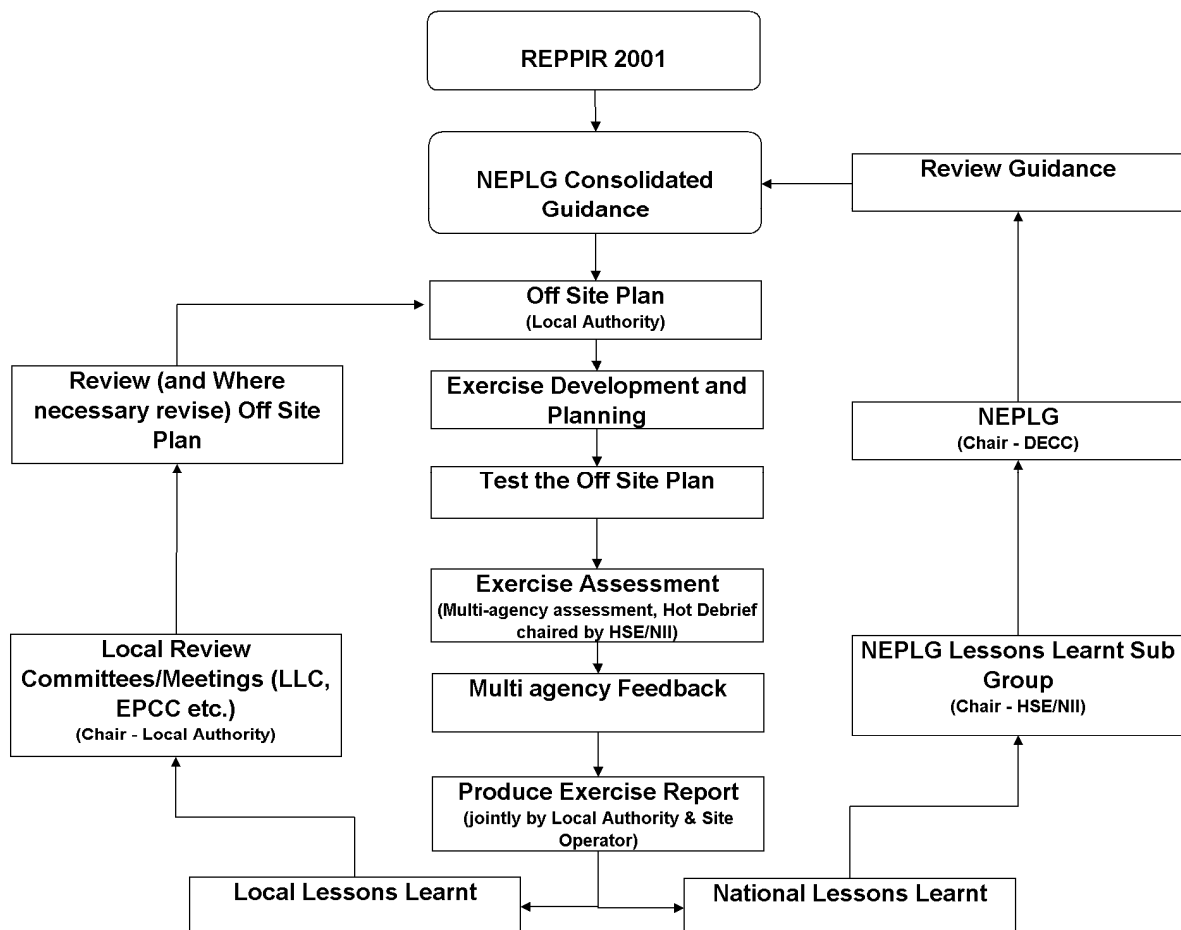 REPPIR 2001
NEPLG Consolidated
Guidance
Review Guidance
Off Site Plan
(Local Authority)
Review (and Where
necessary revise) Off Site
Plan
Exercise Development and
Planning
NEPLG
(Chair - DECC)
Test the Off Site Plan
Exercise Assessment
(Multi-agency assessment, Hot Debrief
chaired by HSE/NII)
Local Review
Committees/Meetings (LLC,
EPCC etc.)
(Chair - Local Authority)
NEPLG Lessons Learnt Sub
Group
(Chair - HSE/NII)
Multi agency Feedback
Produce Exercise Report
(jointly by Local Authority & Site
Operator)
Local Lessons Learnt
National Lessons Learnt